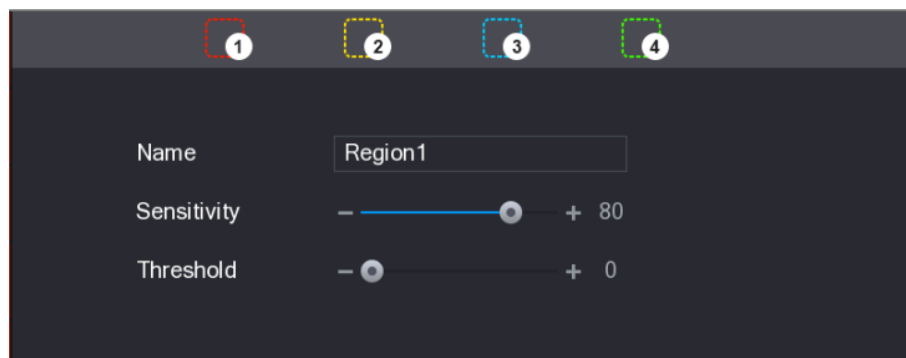 1 2 3 4
Name Region1
Sensitivity − + 80
Threshold − + 0